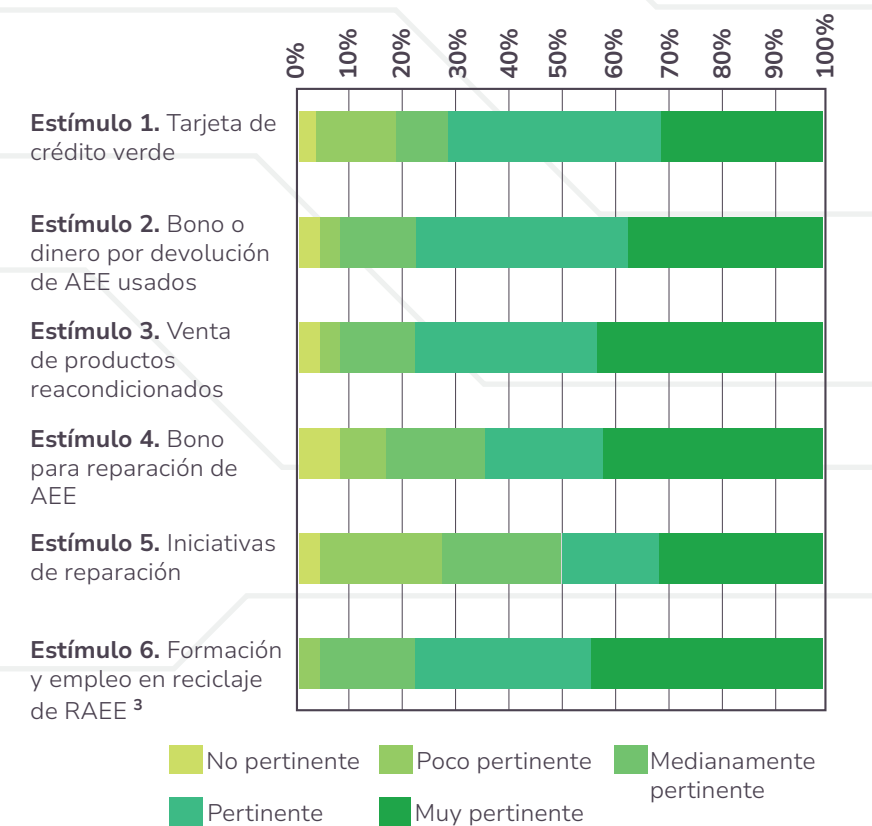 0%
10%
20%
30%
40%
50%
60%
70%
80%
90%
100%
Estímulo 1. Tarjeta de
crédito verde
Estímulo 2. Bono o
dinero por devolución
de AEE usados
Estímulo 3. Venta
de productos
reacondicionados
Estímulo 4. Bono
para reparación de
AEE
Estímulo 5. Iniciativas
de reparación
Estímulo 6. Formación
y empleo en reciclaje
de RAEE ³
No pertinente
Poco pertinente
Medianamente
pertinente
Pertinente
Muy pertinente